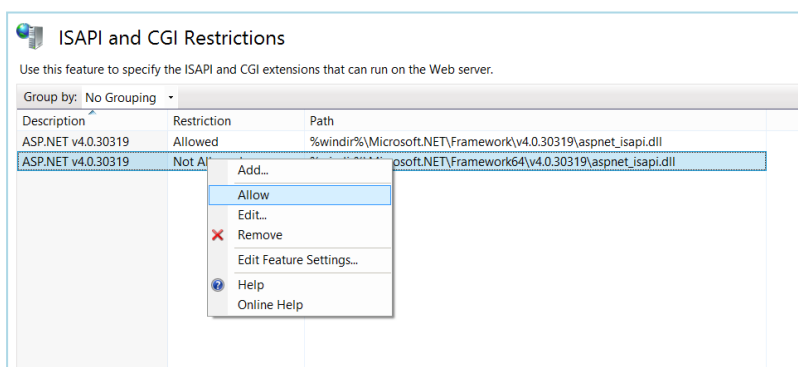 ISAPI and CGI Restrictions
Use this feature to specify the ISAPI and CGI extensions that can run on the Web server.
Group by: No Grouping
Description Restriction Path
ASP.NET v4.0.30319 Allowed %windir%\Microsoft.NET\Framework\v4.0.30319\aspnet_isapi.dll
ASP.NET v4.0.30319 Not osoft.NET\Framework64\v4.0.30319\aspnet_isapi.dll
Add...
Allow
Edit...
Remove
Edit Feature Settings...
Help
Online Help